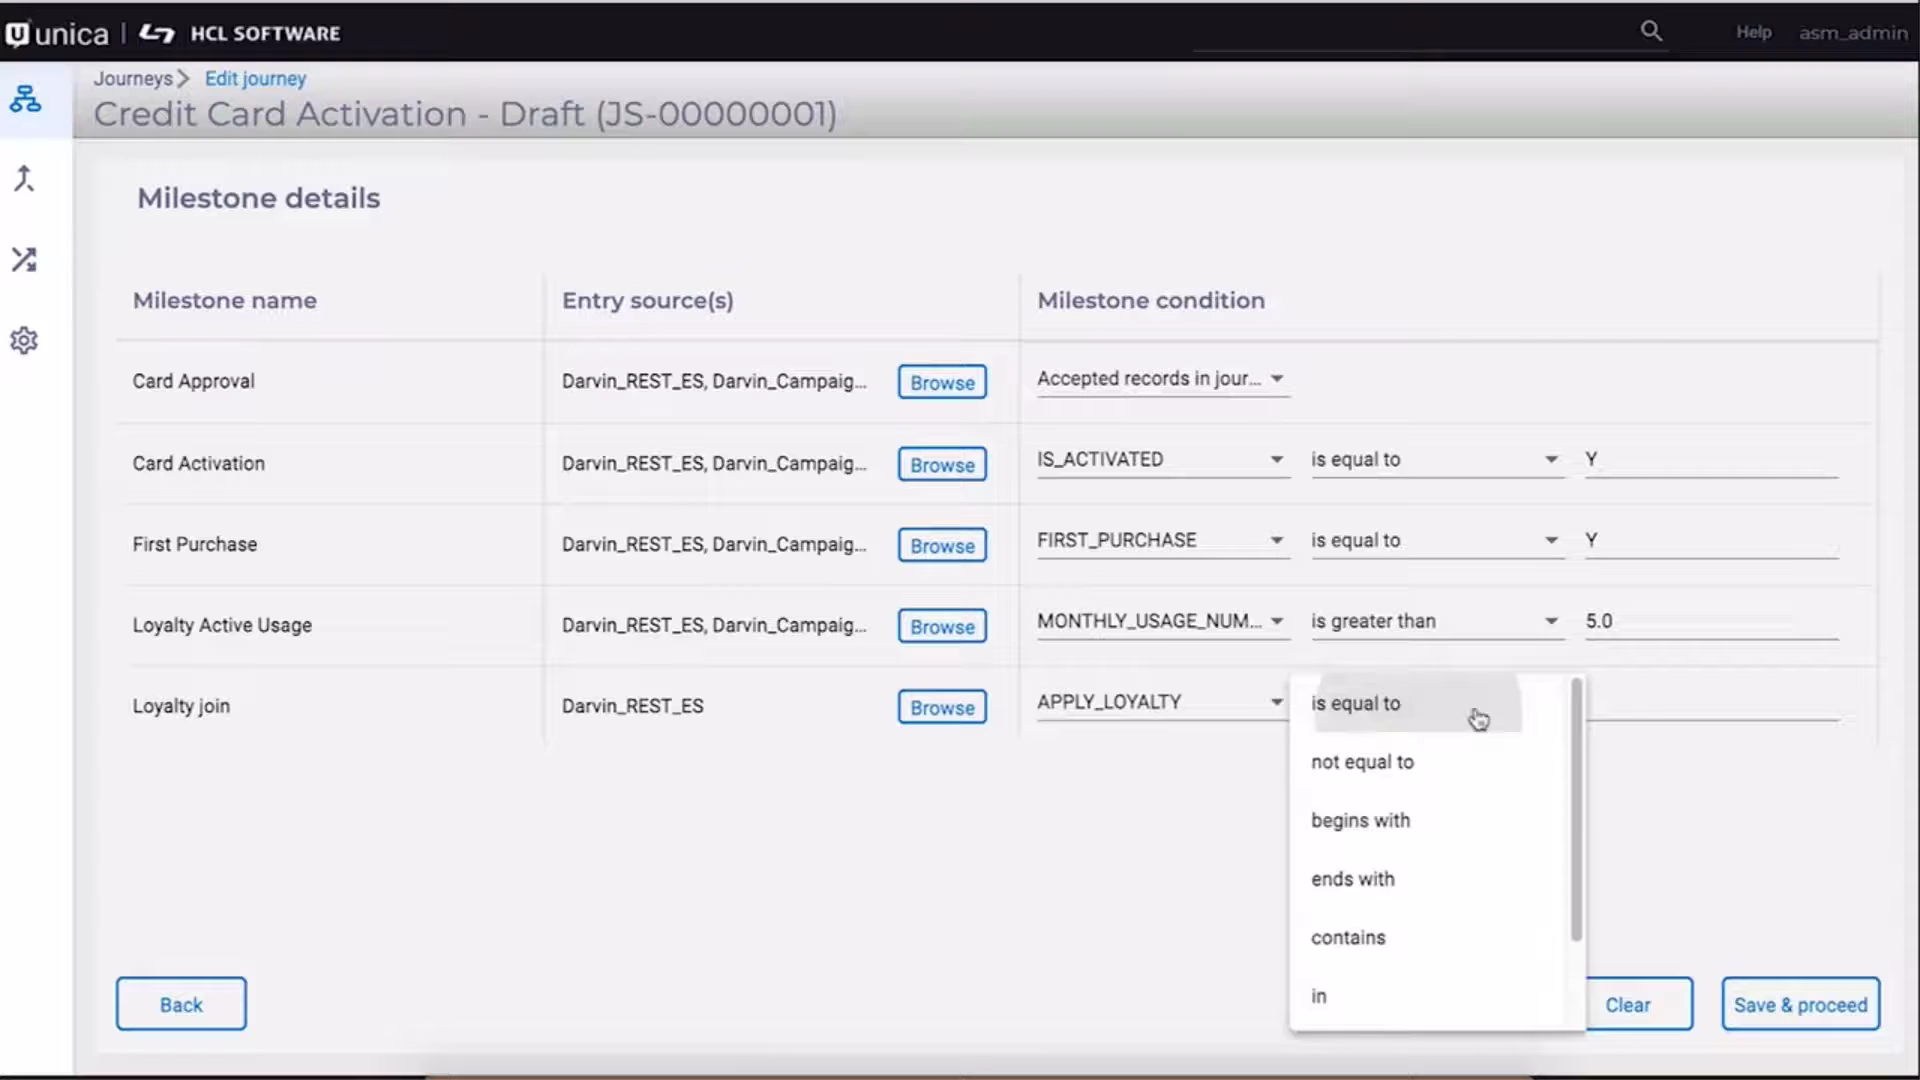 unica | HCL SOFTWARE
Help asm_admin
Journeys Edit journey
Credit Card Activation - Draft (JS-00000001)
Milestone details
Milestone name Entry source(s) Milestone condition
Card Approval Darvin_REST_ES, Darvin_Campaig... Browse Accepted records in jour...
Card Activation Darvin_REST_ES, Darvin_Campaig... Browse IS_ACTIVATED is equal to Y
First Purchase Darvin_REST_ES, Darvin_Campaig... Browse FIRST_PURCHASE is equal to Y
Loyalty Active Usage Darvin_REST_ES, Darvin_Campaig... Browse MONTHLY_USAGE_NUM... is greater than 5.0
Loyalty join Darvin_REST_ES Browse APPLY_LOYALTY is equal to
not equal to
begins with
ends with
contains
in
Back Clear Save & proceed